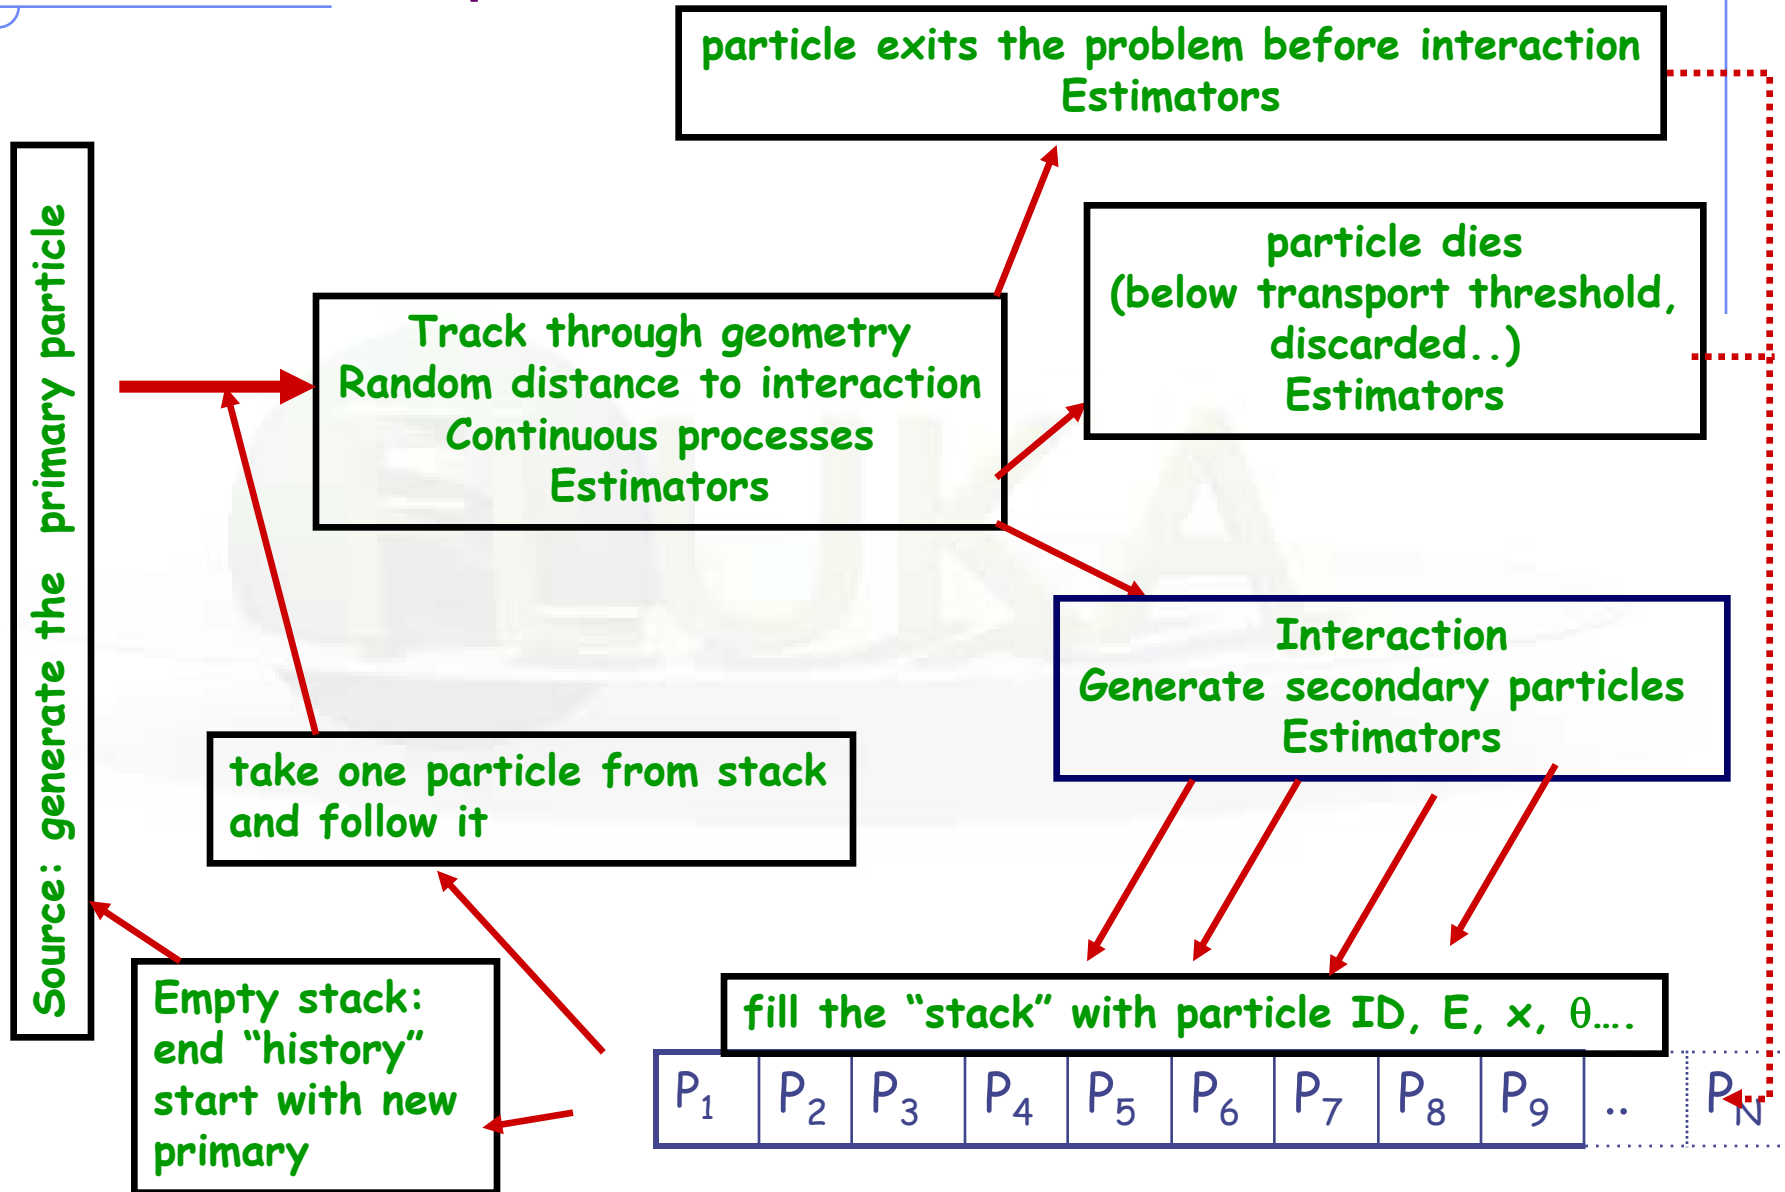 particle exits the problem before interaction
Estimators
Source: generate the primary particle
particle dies
(below transport threshold,
discarded..)
Estimators
Track through geometry
Random distance to interaction
Continuous processes
Estimators
Interaction
Generate secondary particles
Estimators
take one particle from stack
and follow it
Empty stack:
end “history”
start with new
primary
fill the “stack” with particle ID, E, x, θ….
P1 P2 P3 P4 P5 P6 P7 P8 P9 .. PN
FLUKA